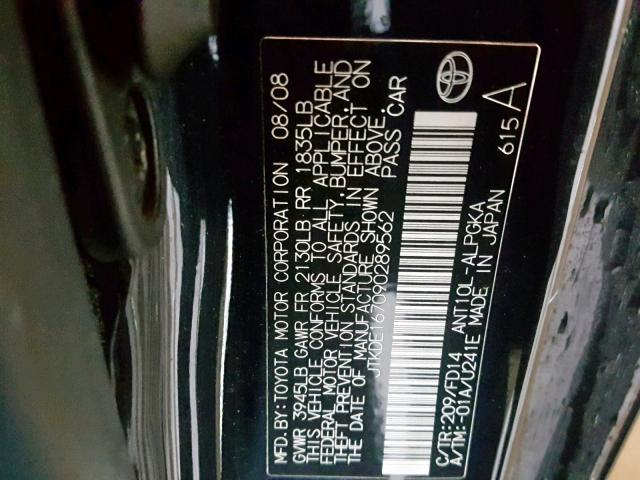 MFD.BY:TOYOTA MOTOR CORPORATION 08/08
GVWR 3945LB GAWR FR 2130LB RR 1835LB
THIS VEHICLE CONFORMS TO ALL APPLICABLE
FEDERAL MOTOR VEHICLE SAFETY,BUMPER,AND
THEFT PREVENTION STANDARDS IN EFFECT ON
THE DATE OF MANUFACTURE SHOWN ABOVE.
JTKDE167090289562 PASS CAR
C/TR:209/FD14 ANT10L-ALPGKA
A/TM:-01A/U241E MADE IN JAPAN
615A